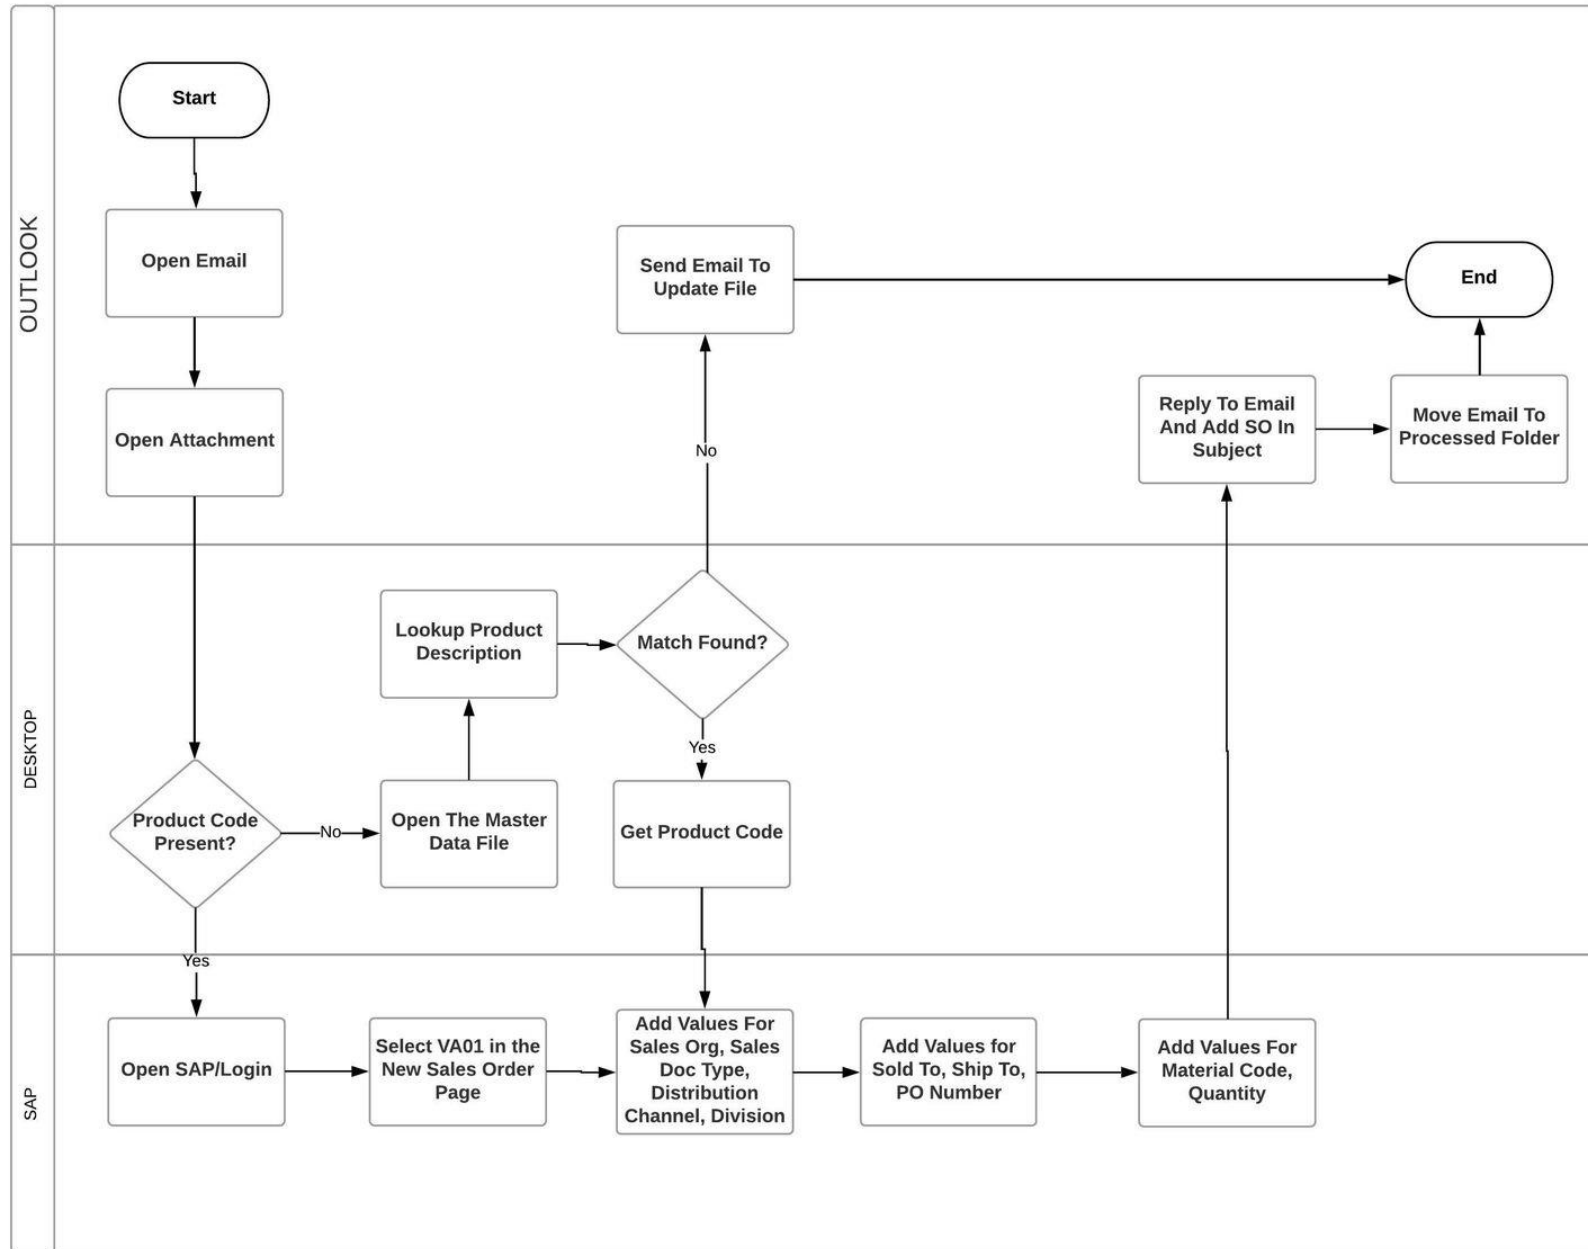 OUTLOOK
Start
Open Email
Open Attachment
Send Email To
Update File
End
Reply To Email
And Add SO In
Subject
Move Email To
Processed Folder
No
DESKTOP
Lookup Product
Description
Match Found?
Yes
Product Code
Present?
No
Open The Master
Data File
Get Product Code
Yes
SAP
Open SAP/Login
Select VA01 in the
New Sales Order
Page
Add Values For
Sales Org, Sales
Doc Type,
Distribution
Channel, Division
Add Values for
Sold To, Ship To,
PO Number
Add Values For
Material Code,
Quantity